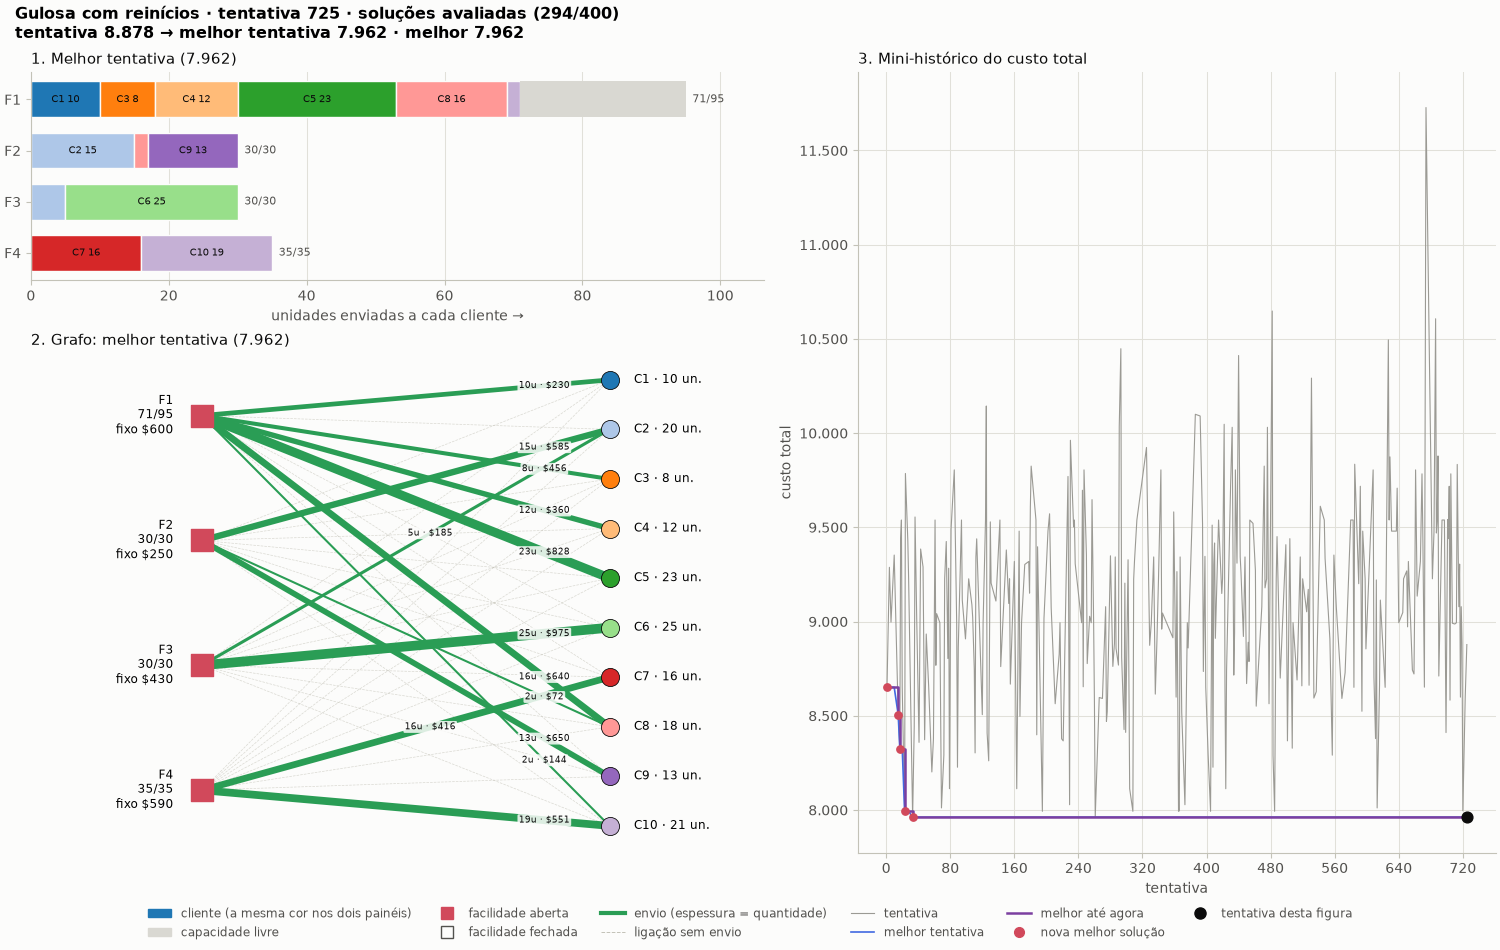 Gulosa com reinícios · tentativa 725 · soluções avaliadas (294/400)
tentativa 8.878 → melhor tentativa 7.962 · melhor 7.962
1. Melhor tentativa (7.962)
F1
C1 10
C3 8
C4 12
C5 23
C8 16
71/95
F2
C2 15
C9 13
30/30
F3
C6 25
30/30
F4
C7 16
C10 19
35/35
0 20 40 60 80 100
unidades enviadas a cada cliente →
2. Grafo: melhor tentativa (7.962)
F1
71/95
fixo $600
F2
30/30
fixo $250
F3
30/30
fixo $430
F4
35/35
fixo $590
10u · $230
15u · $585
8u · $456
12u · $360
5u · $185
23u · $828
25u · $975
16u · $640
2u · $72
16u · $416
13u · $650
2u · $144
19u · $551
C1 · 10 un.
C2 · 20 un.
C3 · 8 un.
C4 · 12 un.
C5 · 23 un.
C6 · 25 un.
C7 · 16 un.
C8 · 18 un.
C9 · 13 un.
C10 · 21 un.
3. Mini-histórico do custo total
custo total
11.500
11.000
10.500
10.000
9.500
9.000
8.500
8.000
0 80 160 240 320 400 480 560 640 720
tentativa
cliente (a mesma cor nos dois painéis)
capacidade livre
facilidade aberta
facilidade fechada
envio (espessura = quantidade)
ligação sem envio
tentativa
melhor tentativa
melhor até agora
nova melhor solução
tentativa desta figura